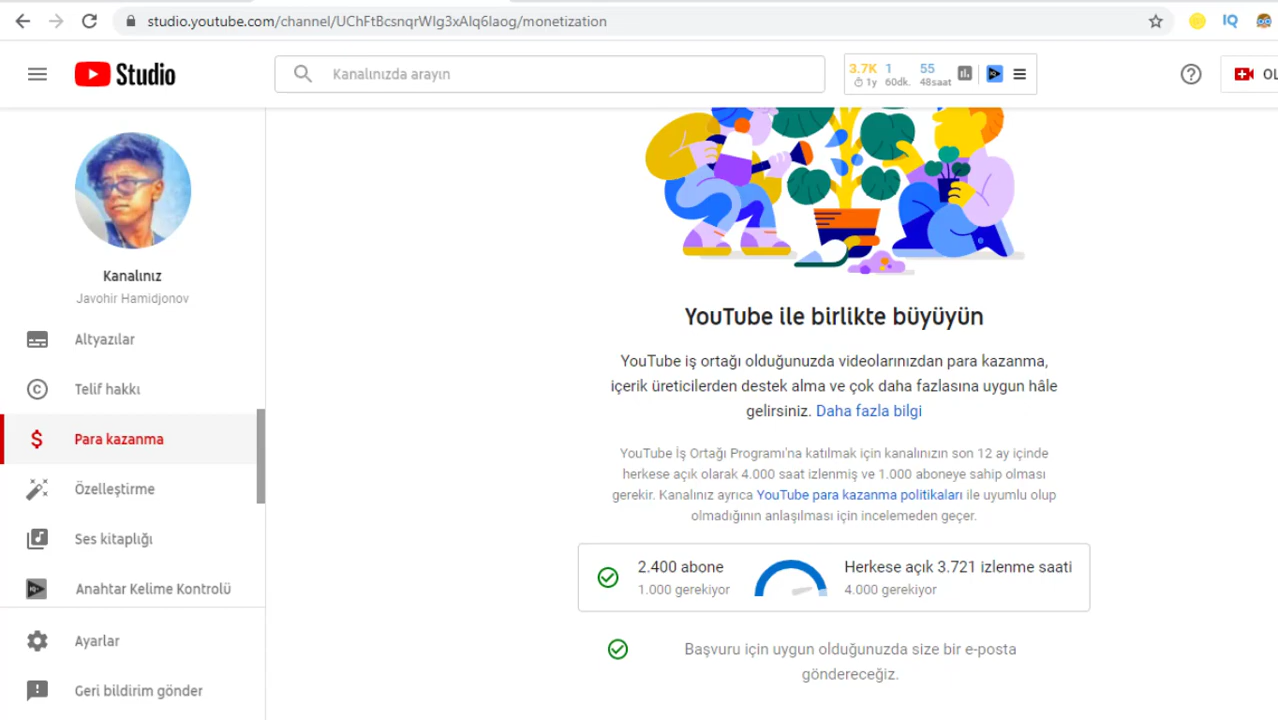 studio.youtube.com/channel/UChFtBcsnqrWIg3xAlq6laog/monetization
IQ
Studio
Kanalınızda arayın
3.7K 1 55
1y 60dk. 48saat
OL
Kanalınız
Javohir Hamidjonov
Altyazılar
Telif hakkı
Para kazanma
Özelleştirme
Ses kitaplığı
Anahtar Kelime Kontrolü
Ayarlar
Geri bildirim gönder
YouTube ile birlikte büyüyün
YouTube iş ortağı olduğunuzda videolarınızdan para kazanma,
içerik üreticilerden destek alma ve çok daha fazlasına uygun hâle
gelirsiniz. Daha fazla bilgi
YouTube İş Ortağı Programı'na katılmak için kanalınızın son 12 ay içinde
herkese açık olarak 4.000 saat izlenmiş ve 1.000 aboneye sahip olması
gerekir. Kanalınız ayrıca YouTube para kazanma politikaları ile uyumlu olup
olmadığının anlaşılması için incelemeden geçer.
2.400 abone
1.000 gerekiyor
Herkese açık 3.721 izlenme saati
4.000 gerekiyor
Başvuru için uygun olduğunuzda size bir e-posta
göndereceğiz.